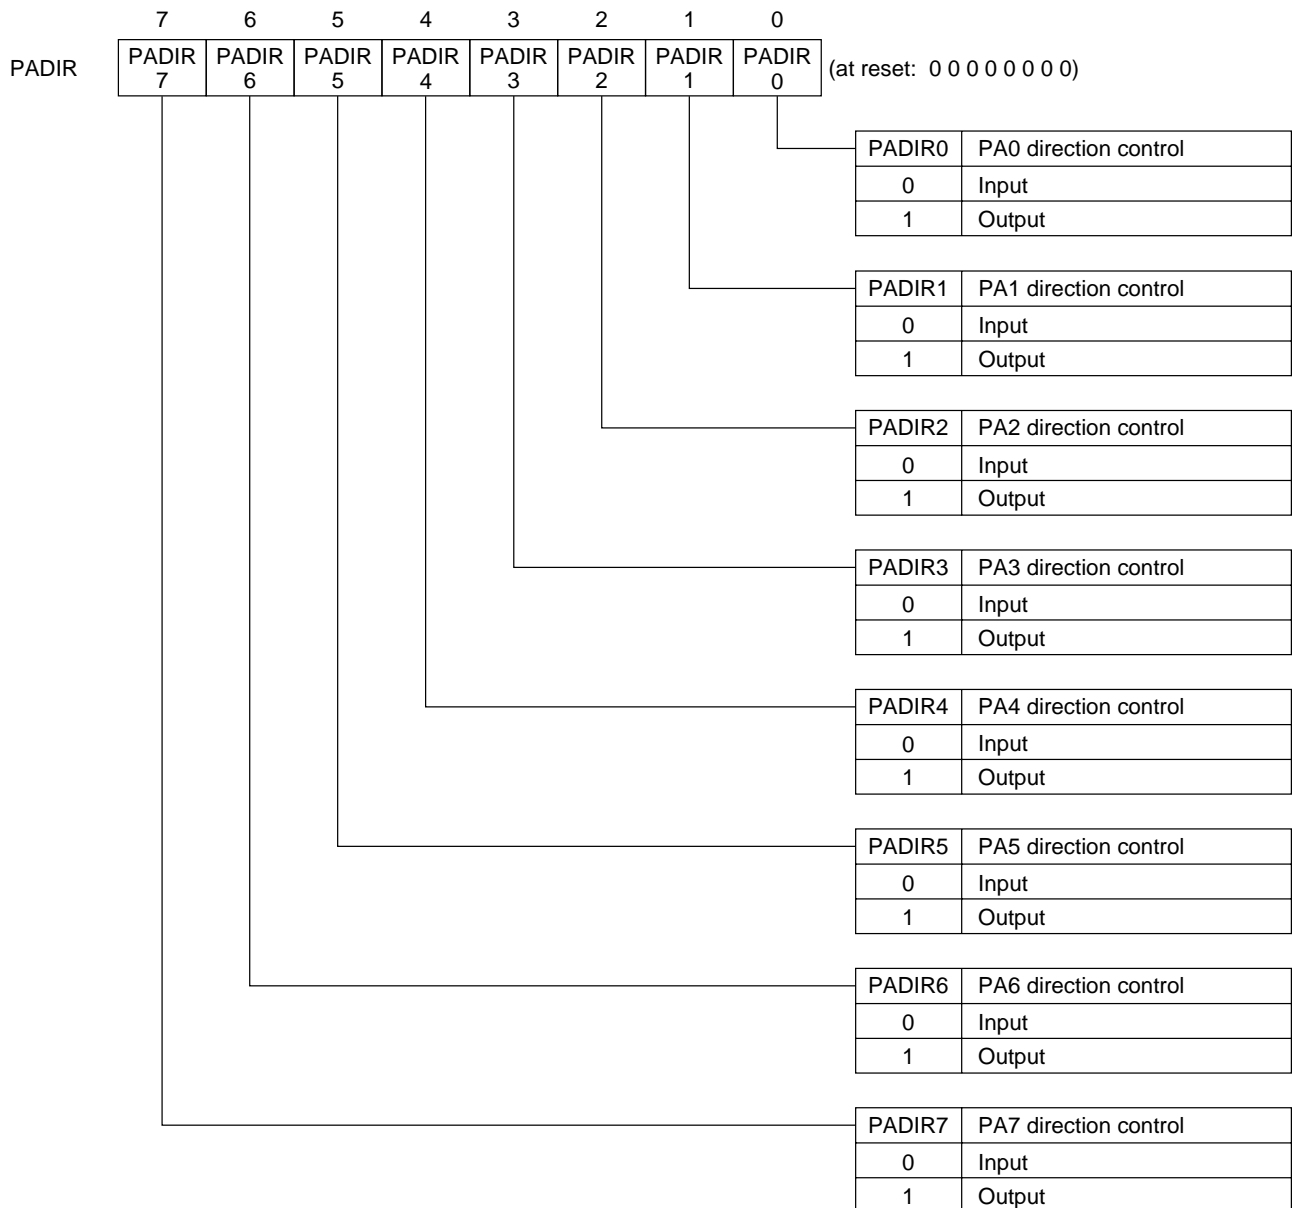 7 6 5 4 3 2 1 0
PADIR PADIR 7 PADIR 6 PADIR 5 PADIR 4 PADIR 3 PADIR 2 PADIR 1 PADIR 0 (at reset: 0 0 0 0 0 0 0 0)
PADIR0 PA0 direction control
0 Input
1 Output
PADIR1 PA1 direction control
0 Input
1 Output
PADIR2 PA2 direction control
0 Input
1 Output
PADIR3 PA3 direction control
0 Input
1 Output
PADIR4 PA4 direction control
0 Input
1 Output
PADIR5 PA5 direction control
0 Input
1 Output
PADIR6 PA6 direction control
0 Input
1 Output
PADIR7 PA7 direction control
0 Input
1 Output